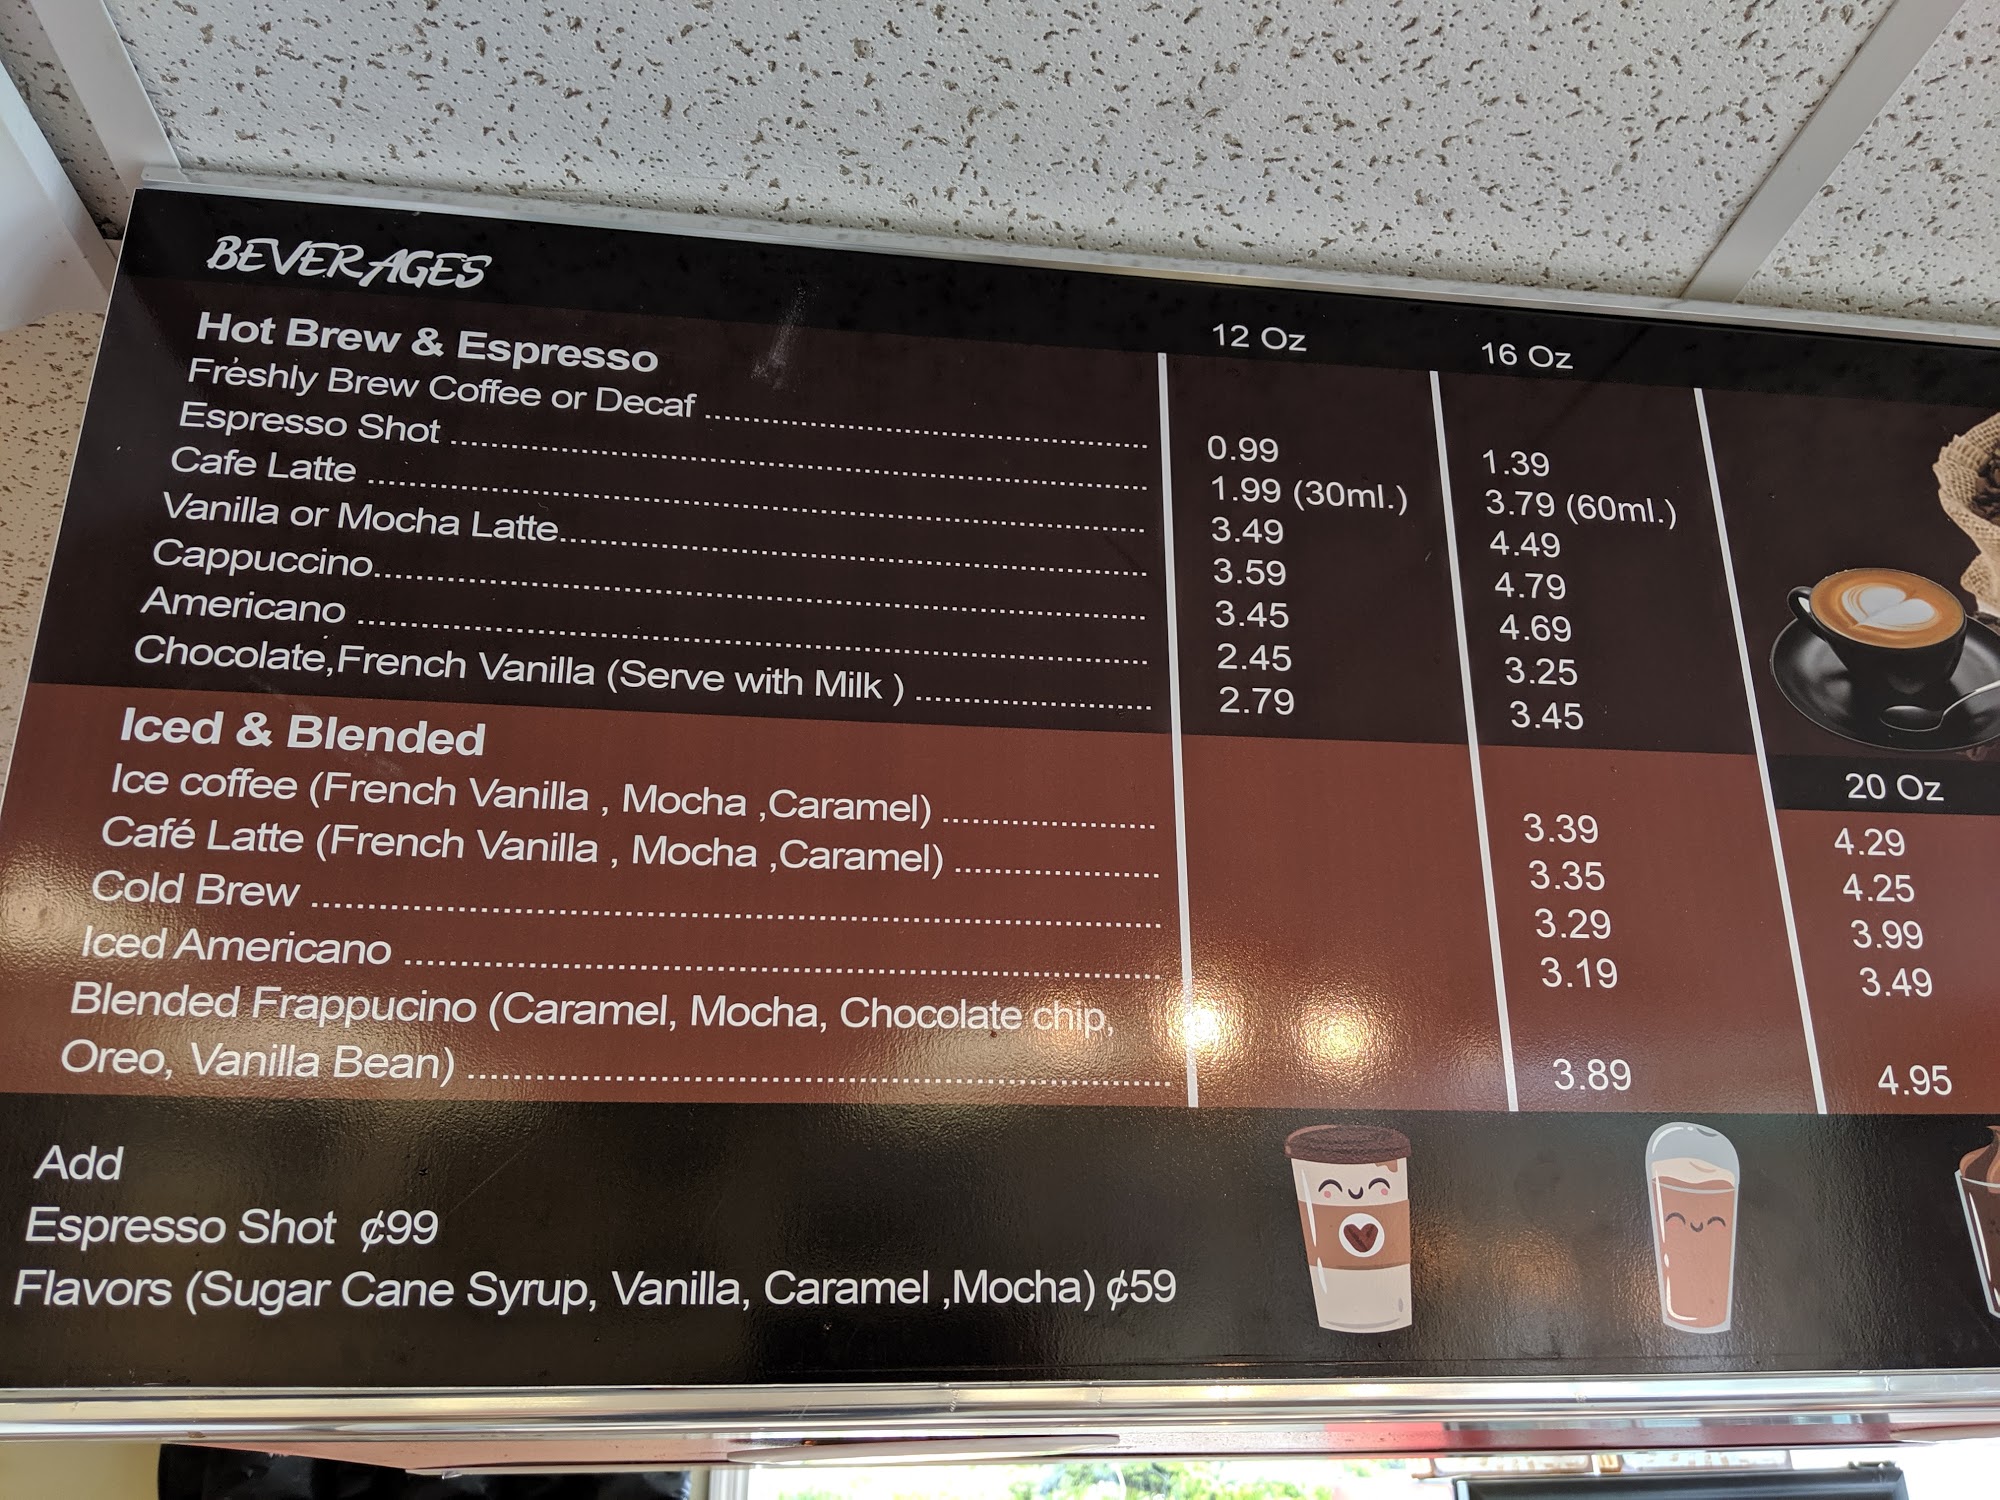 BEVERAGES
12 Oz 16 Oz
Hot Brew & Espresso
Freshly Brew Coffee or Decaf ........ 0.99 1.39
Espresso Shot ........ 1.99 (30ml.) 3.79 (60ml.)
Cafe Latte ........ 3.49 4.49
Vanilla or Mocha Latte........ 3.59 4.79
Cappuccino........ 3.45 4.69
Americano ........ 2.45 3.25
Chocolate,French Vanilla (Serve with Milk ) ........ 2.79 3.45
Iced & Blended 20 Oz
Ice coffee (French Vanilla , Mocha ,Caramel) ........ 3.39 4.29
Café Latte (French Vanilla , Mocha ,Caramel) ........ 3.35 4.25
Cold Brew ........ 3.29 3.99
Iced Americano ........ 3.19 3.49
Blended Frappucino (Caramel, Mocha, Chocolate chip,
Oreo, Vanilla Bean) ........ 3.89 4.95
Add
Espresso Shot ¢99
Flavors (Sugar Cane Syrup, Vanilla, Caramel ,Mocha) ¢59